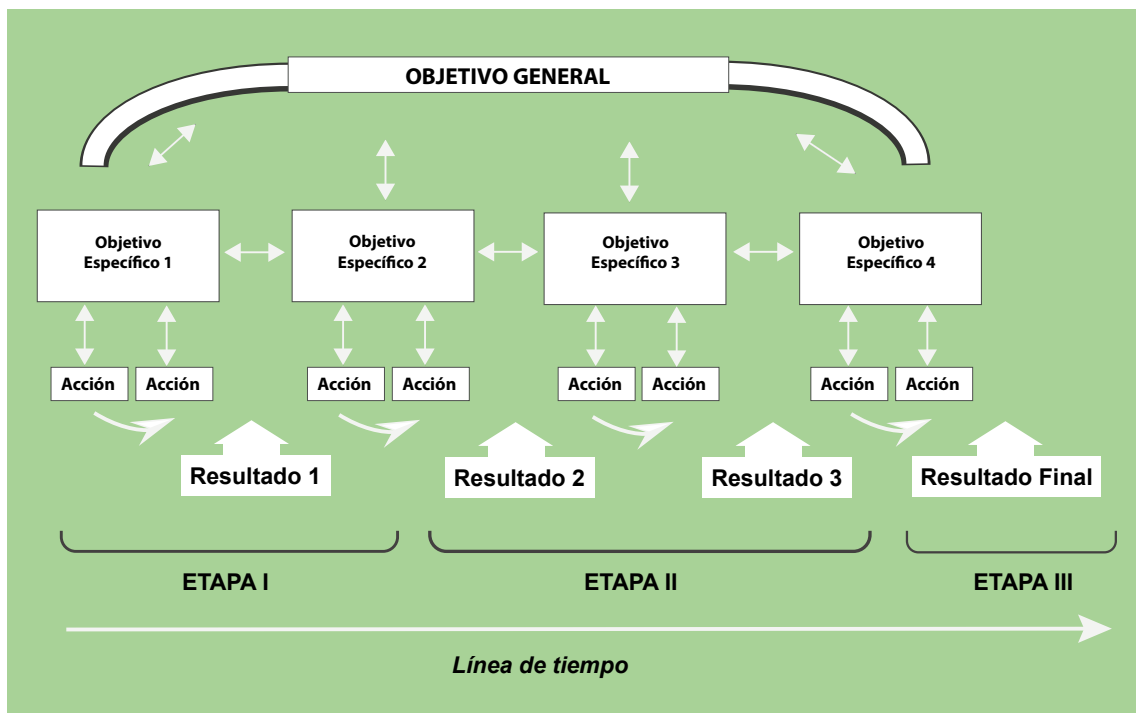 OBJETIVO GENERAL
Objetivo
Específico 1
Objetivo
Específico 2
Objetivo
Específico 3
Objetivo
Específico 4
Acción
Acción
Acción
Acción
Acción
Acción
Acción
Acción
Resultado 1
Resultado 2
Resultado 3
Resultado Final
ETAPA I
ETAPA II
ETAPA III
Línea de tiempo